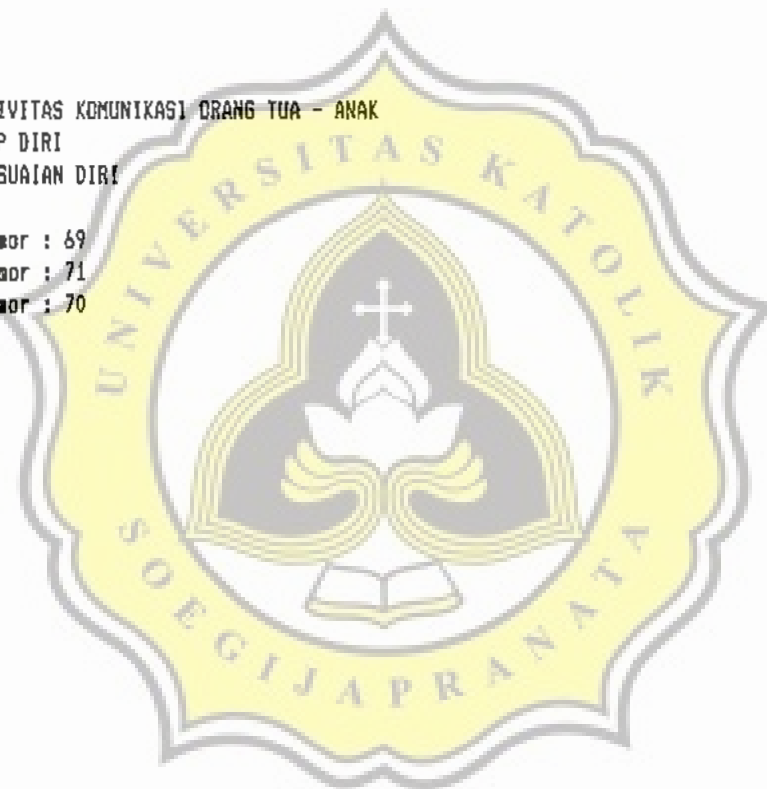 IVITAS KOMUNIKASI ORANG TUA - ANAK
P DIRI
SUAIAN DIRI
mor : 69
mor : 71
mor : 70
UNIVERSITAS KATOLIK
SOEGIJAPRANATA